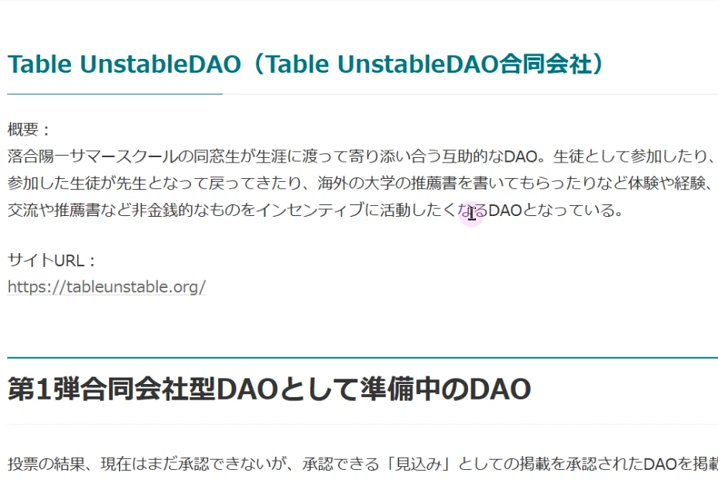 Table UnstableDAO（Table UnstableDAO合同会社）
概要：
落合陽一サマースクールの同窓生が生涯に渡って寄り添い合う互助的なDAO。生徒として参加したり、
参加した生徒が先生となって戻ってきたり、海外の大学の推薦書を書いてもらったりなど体験や経験、
交流や推薦書など非金銭的なものをインセンティブに活動したくなるDAOとなっている。
サイトURL：
https://tableunstable.org/
第1弾合同会社型DAOとして準備中のDAO
投票の結果、現在はまだ承認できないが、承認できる「見込み」としての掲載を承認されたDAOを掲載